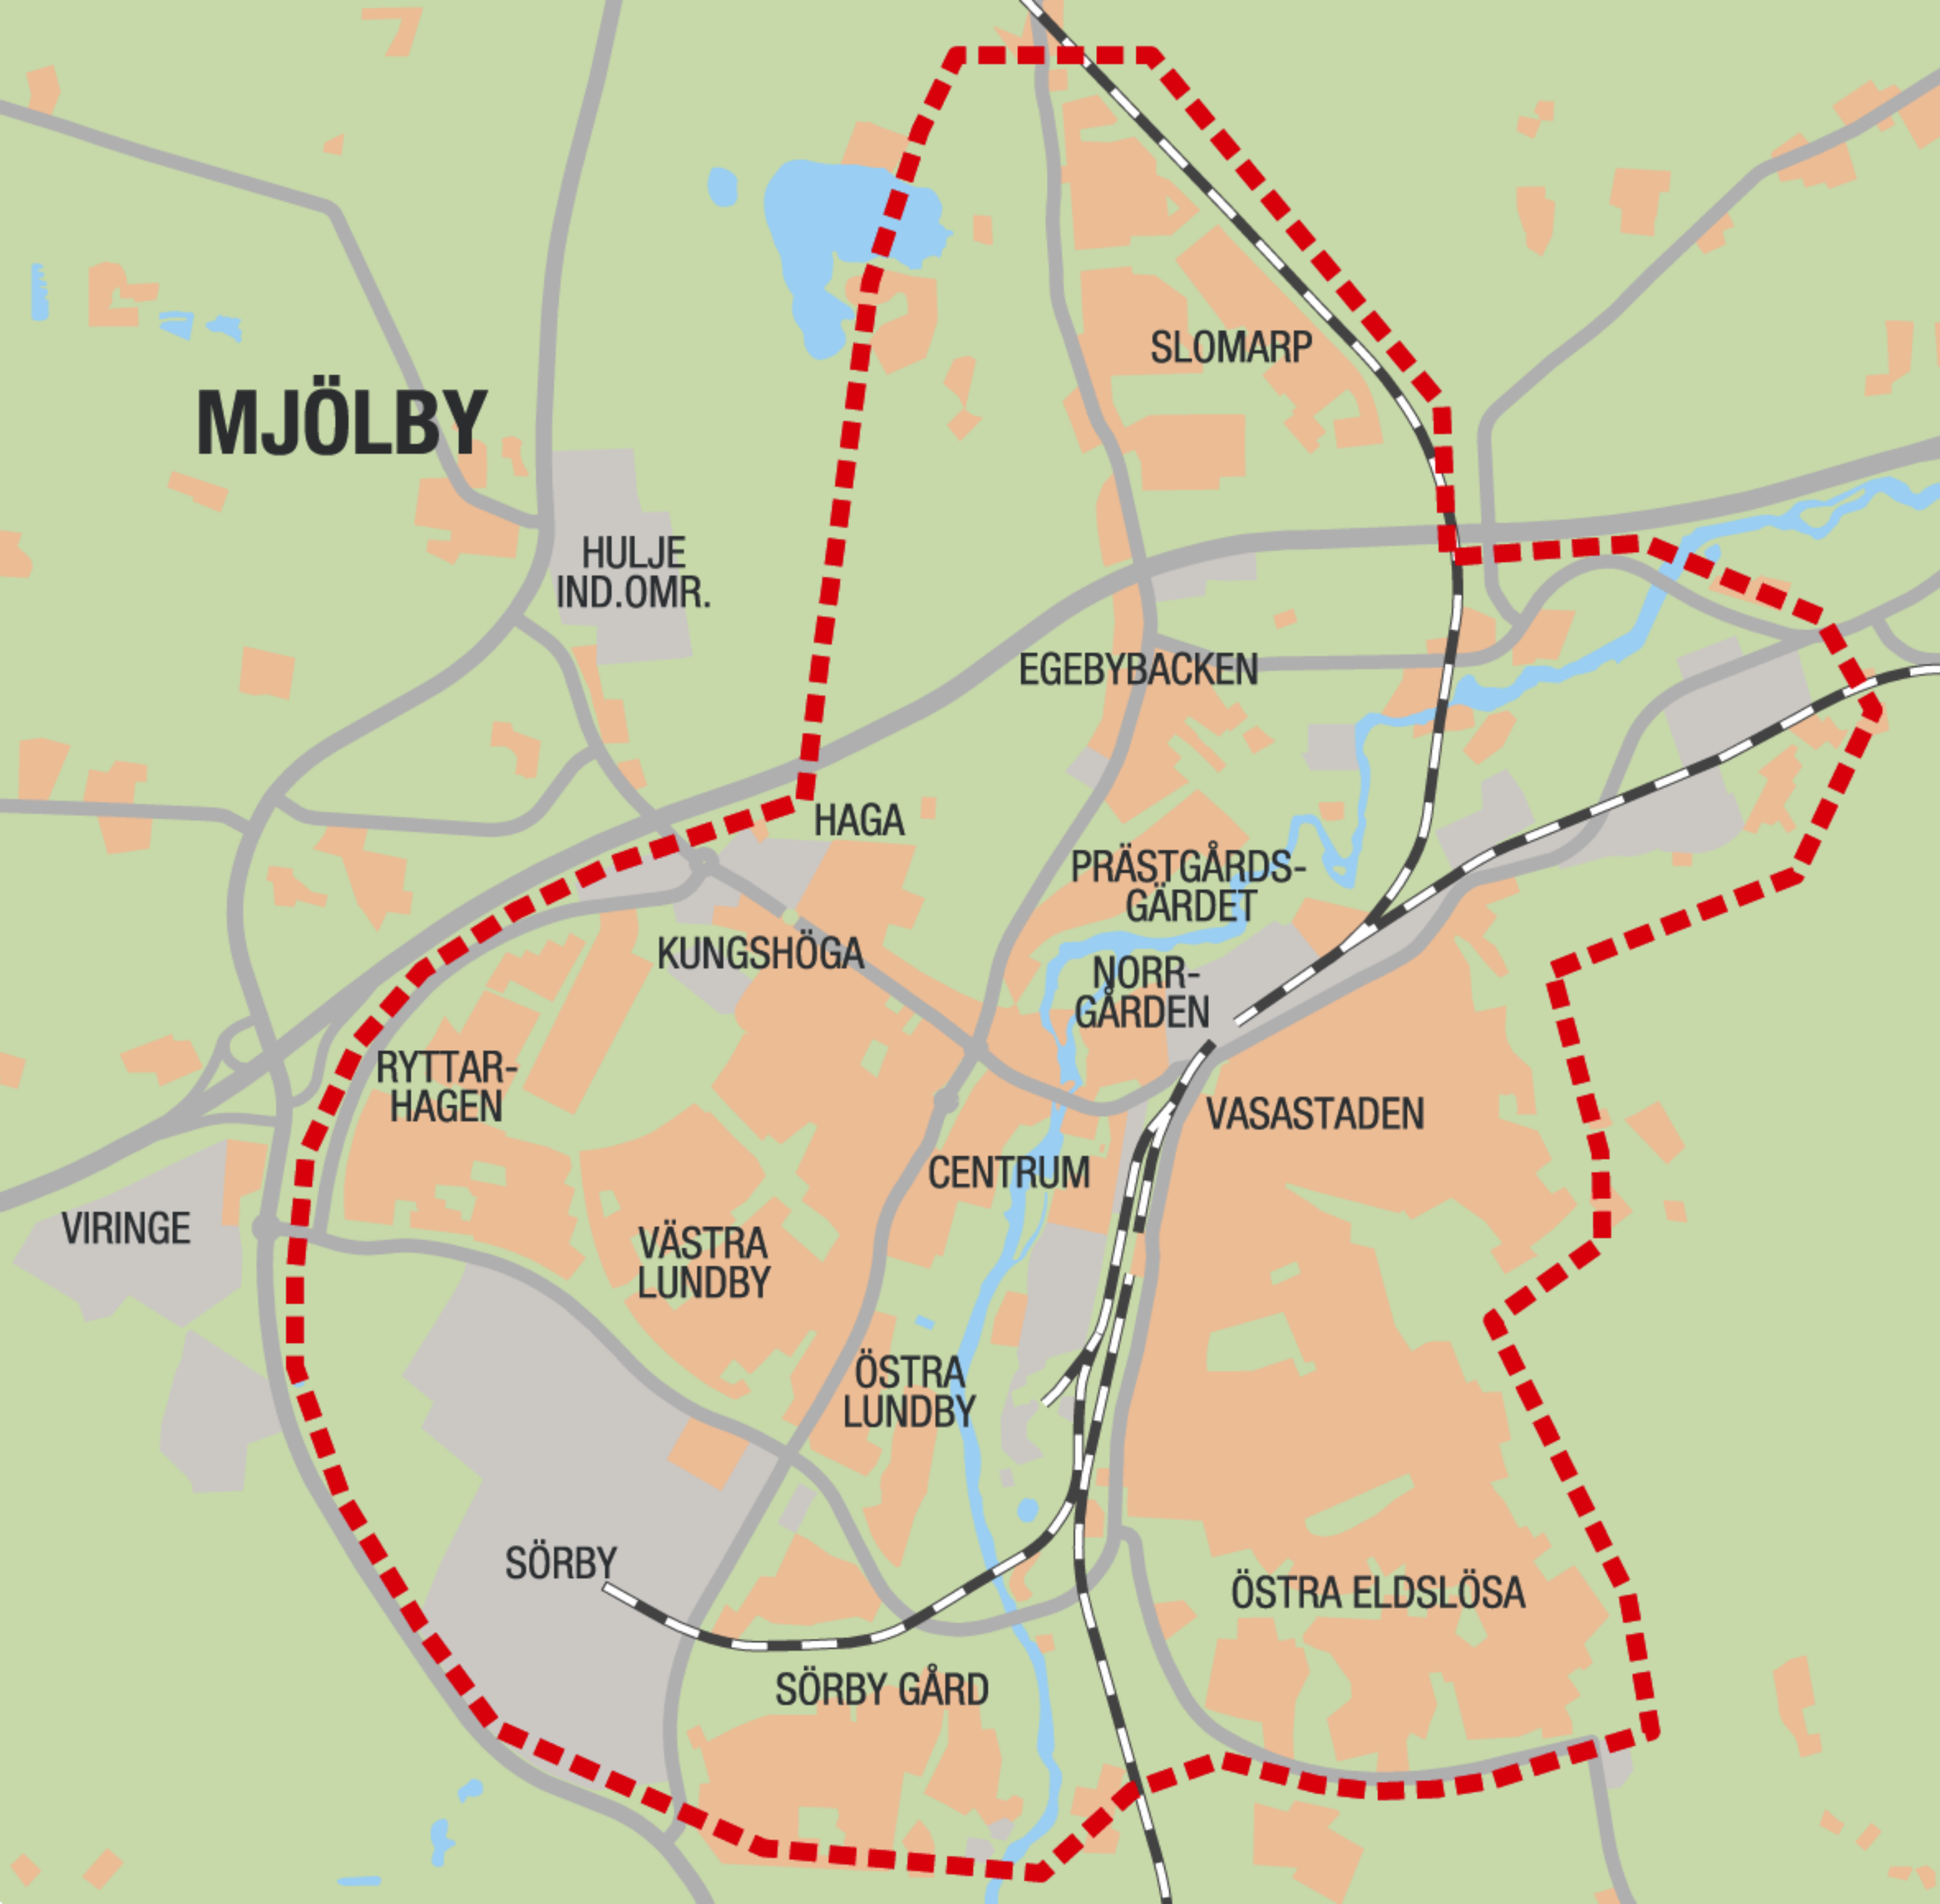 SLOMARP
MJÖLBY
HULJE
IND.OMR.
EGEBYBACKEN
HAGA
PRÄSTGÅRDS-
GÄRDET
KUNGSHÖGA
NORR-
GÅRDEN
RYTTAR-
HAGEN
VASASTADEN
CENTRUM
VIRINGE
VÄSTRA
LUNDBY
ÖSTRA
LUNDBY
SÖRBY
ÖSTRA ELDSLÖSA
SÖRBY GÅRD